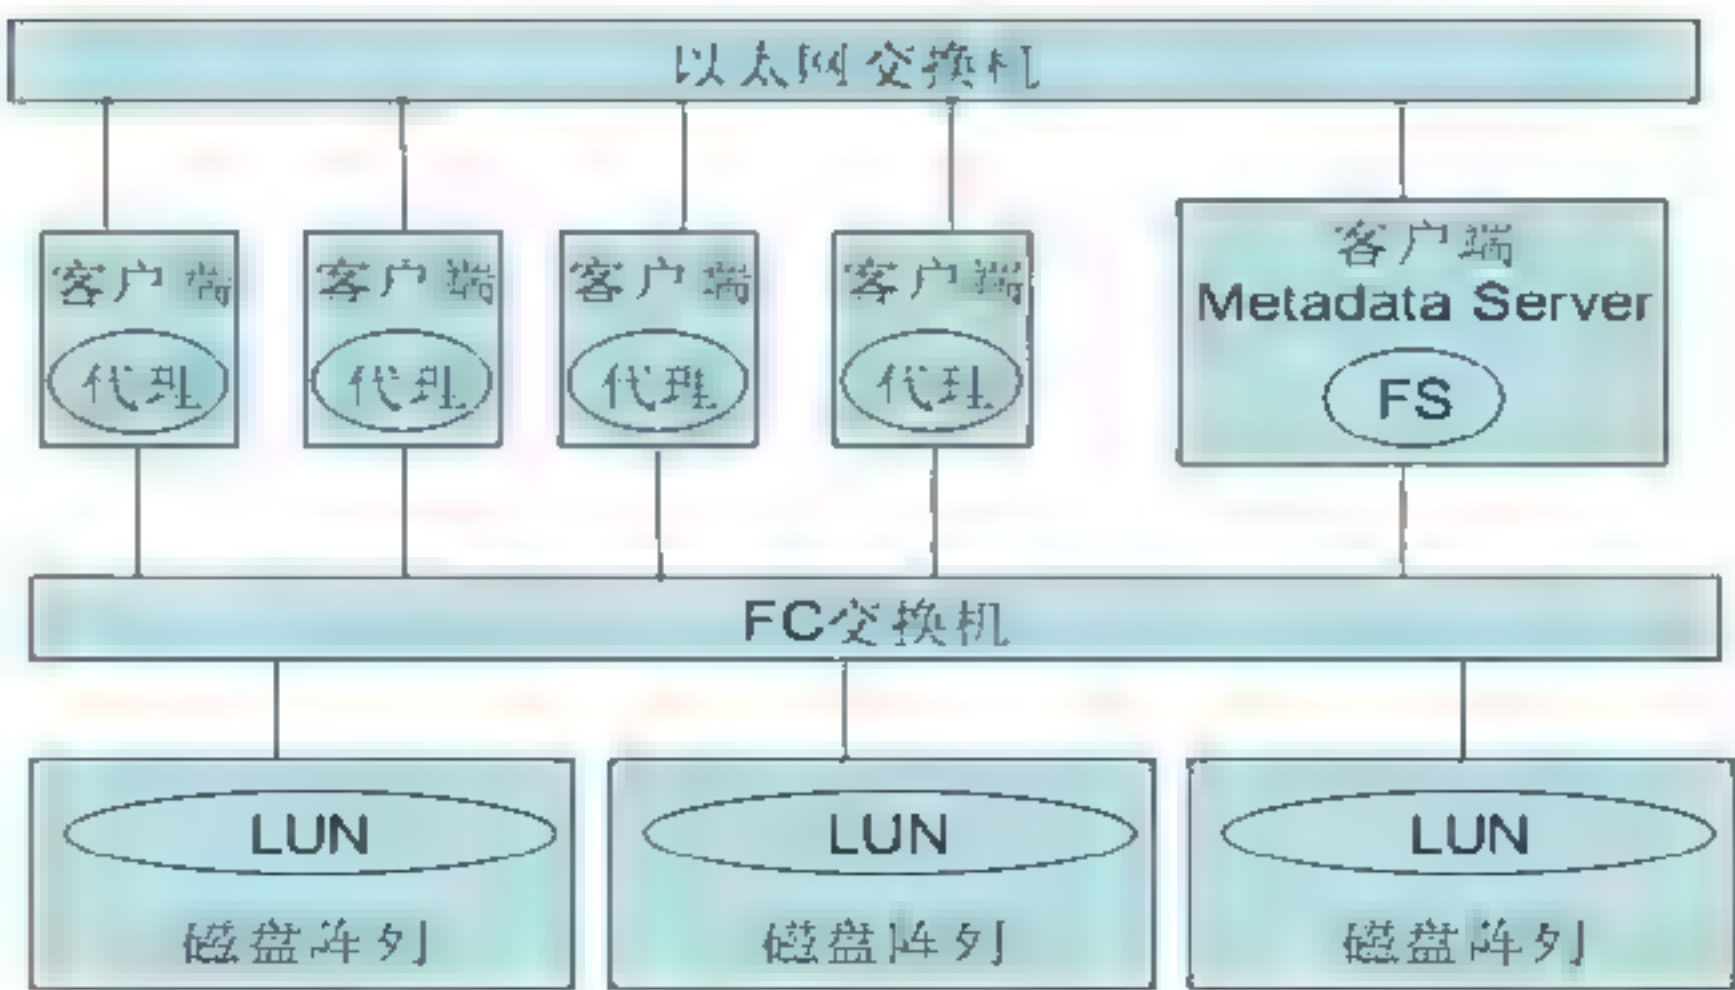 以太网交换机
客户端
代理
客户端
代理
客户端
代理
客户端
代理
客户端
Metadata Server
FS
FC交换机
LUN
磁盘阵列
LUN
磁盘阵列
LUN
磁盘阵列